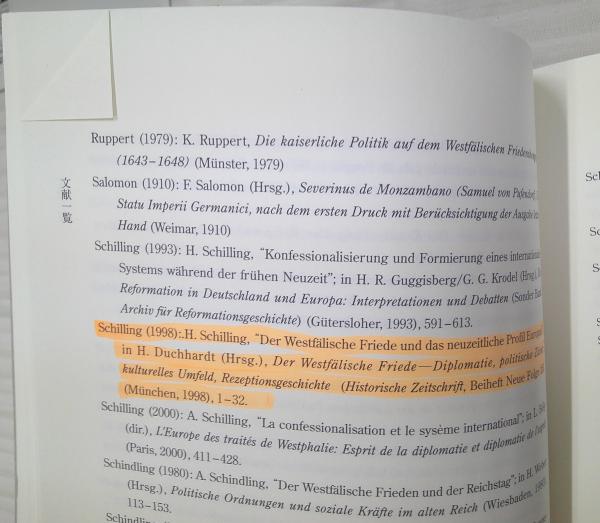 Ruppert (1979): K. Ruppert, Die kaiserliche Politik auf dem Westfälischen
(1643–1648) (Münster, 1979)
Salomon (1910): F. Salomon (Hrsg.), Severinus de Monzambano (Samuel von Pufendorf)
Statu Imperii Germanici, nach dem ersten Druck mit Berücksichtigung der Ausgabe
Hand (Weimar, 1910)
Schilling (1993): H. Schilling, “Konfessionalisierung und Formierung eines
Systems während der frühen Neuzeit”; in H. R. Guggisberg/G. G. Krodel (Hrsg.),
Reformation in Deutschland und Europa: Interpretationen und Debatten (Sonder
Archiv für Reformationsgeschichte) (Gütersloher, 1993), 591–613.
Schilling (1998):.H. Schilling, “Der Westfälische Friede und das neuzeitliche Profil
in H. Duchhardt (Hrsg.), Der Westfälische Friede—Diplomatie, politische
kulturelles Umfeld, Rezeptionsgeschichte (Historische Zeitschrift, Beiheft Neue Folge
(München, 1998), 1–32.
Schilling (2000): A. Schilling, “La confessionalisation et le sysème international”; in L.
(dir.), L'Europe des traités de Westphalie: Esprit de la diplomatie et diplomatie de l'esprit
(Paris, 2000), 411–428.
Schindling (1980): A. Schindling, “Der Westfälische Frieden und der Reichstag”; in H.
(Hrsg.), Politische Ordnungen und soziale Kräfte im alten Reich (Wiesbaden,
113–153.
文献一覧